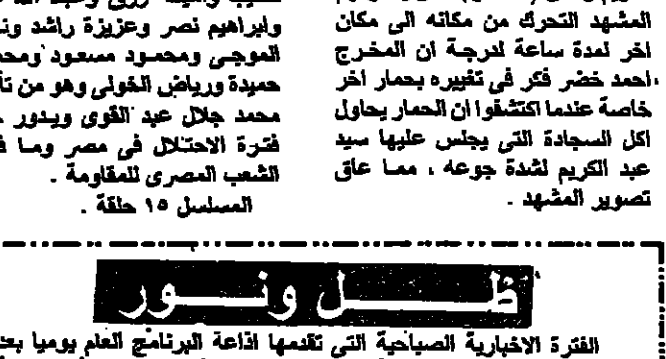 المشهد التحرك من مكانه الى مكان
اخر لمدة ساعة لدرجة ان المخرج
احمد خضر فكر فى تغييره بحمار اخر
خاصة عندما اكتشفوا ان الحمار يحاول
اكل السجادة التى يجلس عليها سيد
عبد الكريم لشدة جوعه ، مما عاق
تصوير المشهد .
وابراهيم نصر وعزيزة راشد
الموجى ومحمود مسعود
حميدة ورياض الخولى وهو من
محمد جلال عبد القوى ويدور
فترة الاحتلال فى مصر وما
الشعب المصرى للمقاومة .
المسلسل ١٥ حلقة .
ظل ونور
الفترة الاخبارية الصباحية التى تقدمها اذاعة البرنامج العام يوميا